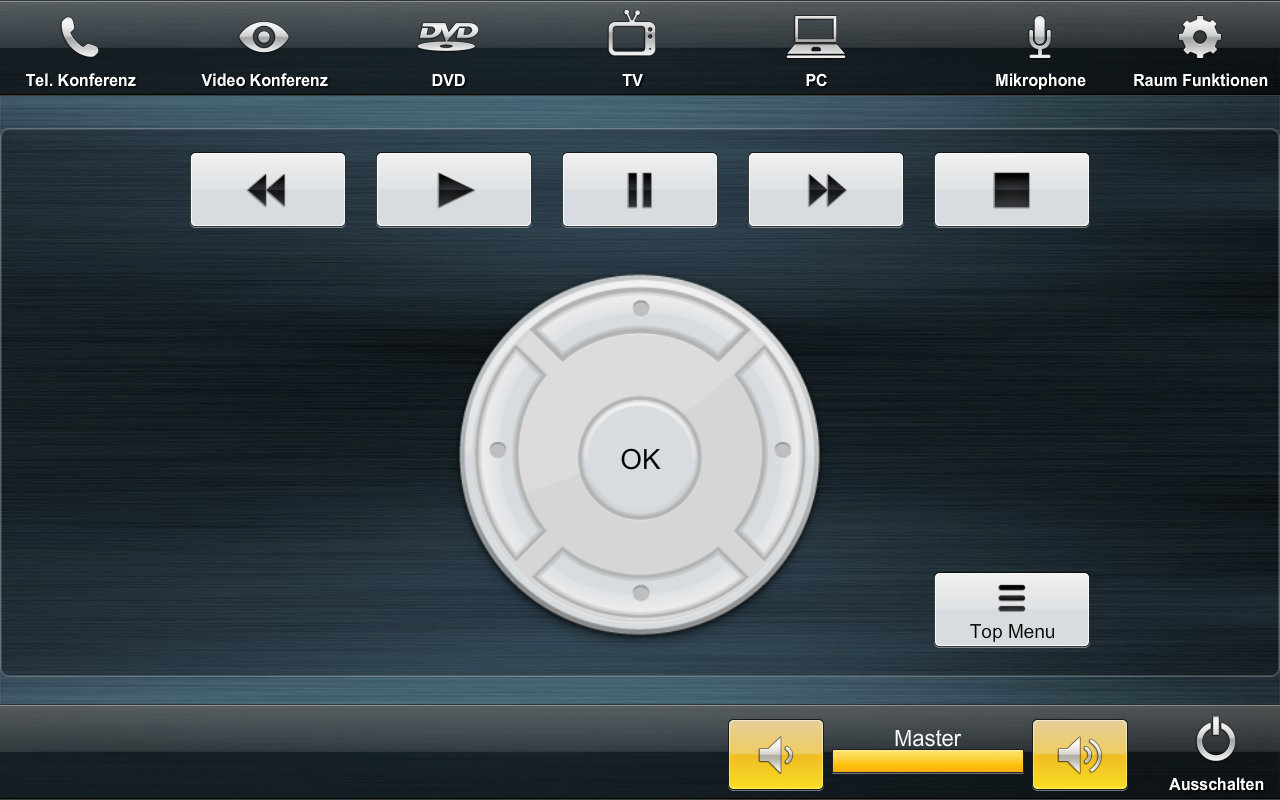 DVD
Tel. Konferenz
Video Konferenz
DVD
TV
PC
Mikrophone
Raum Funktionen
OK
Top Menu
Master
Ausschalten